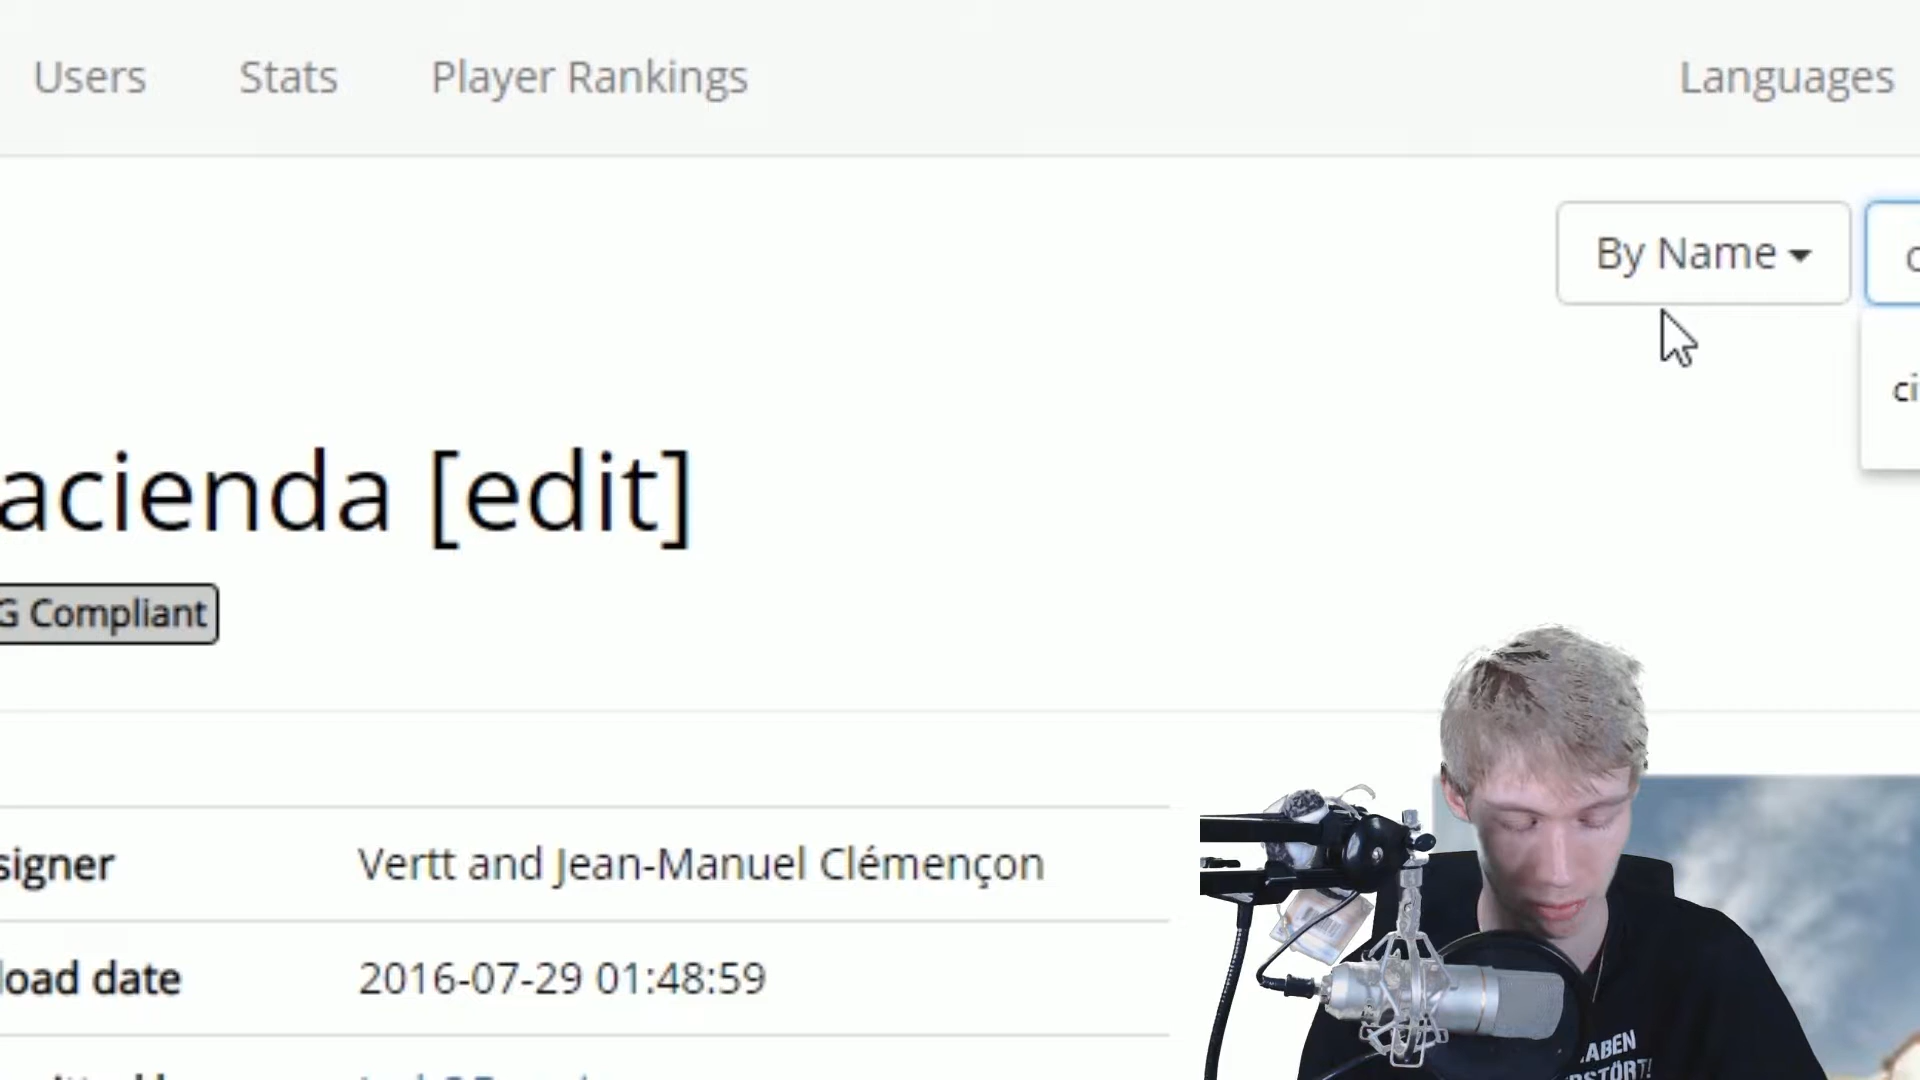 Users Stats Player Rankings Languages
By Name
ci
acienda [edit]
G Compliant
signer Vertt and Jean-Manuel Clémençon
load date 2016-07-29 01:48:59